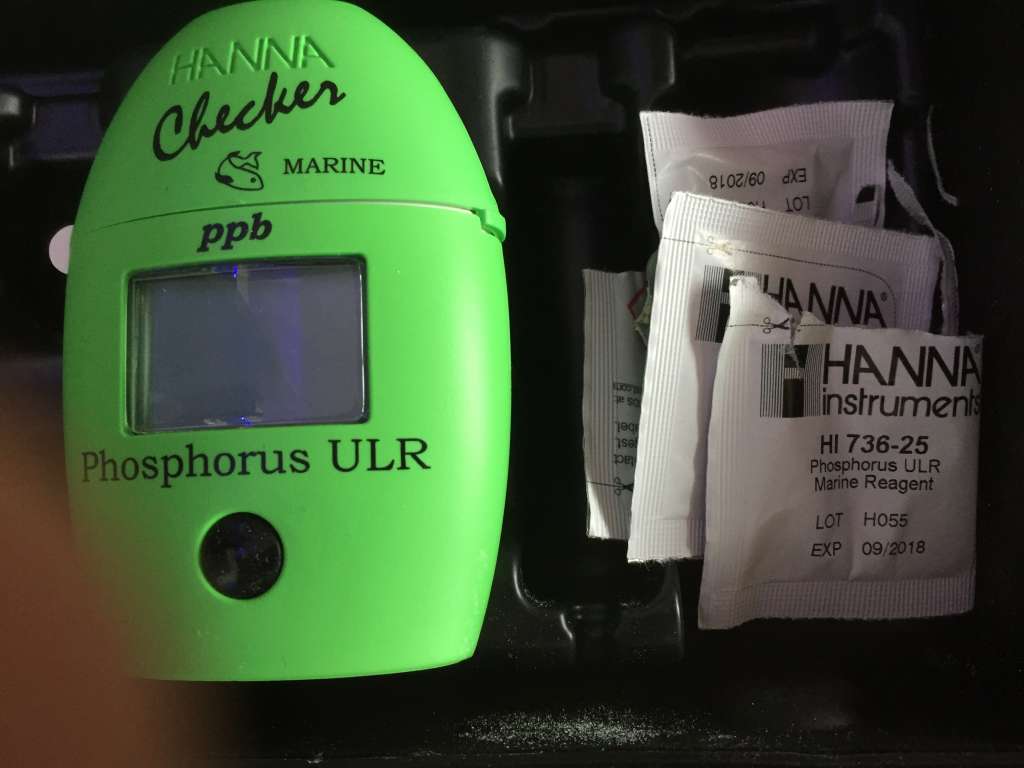 HANNA
Checker
MARINE
ppb
Phosphorus ULR
EXP 09/2018
LOT
HANNA®
HANNA
instruments
HI 736-25
Phosphorus ULR
Marine Reagent
LOT H055
EXP 09/2018